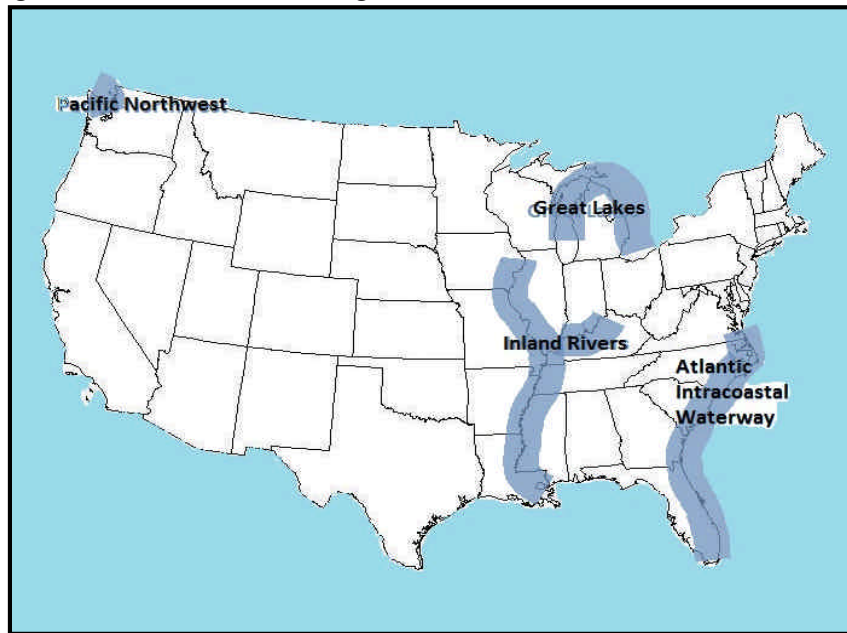 Pacific Northwest
Great Lakes
Inland Rivers
Atlantic
Intracoastal
Waterway